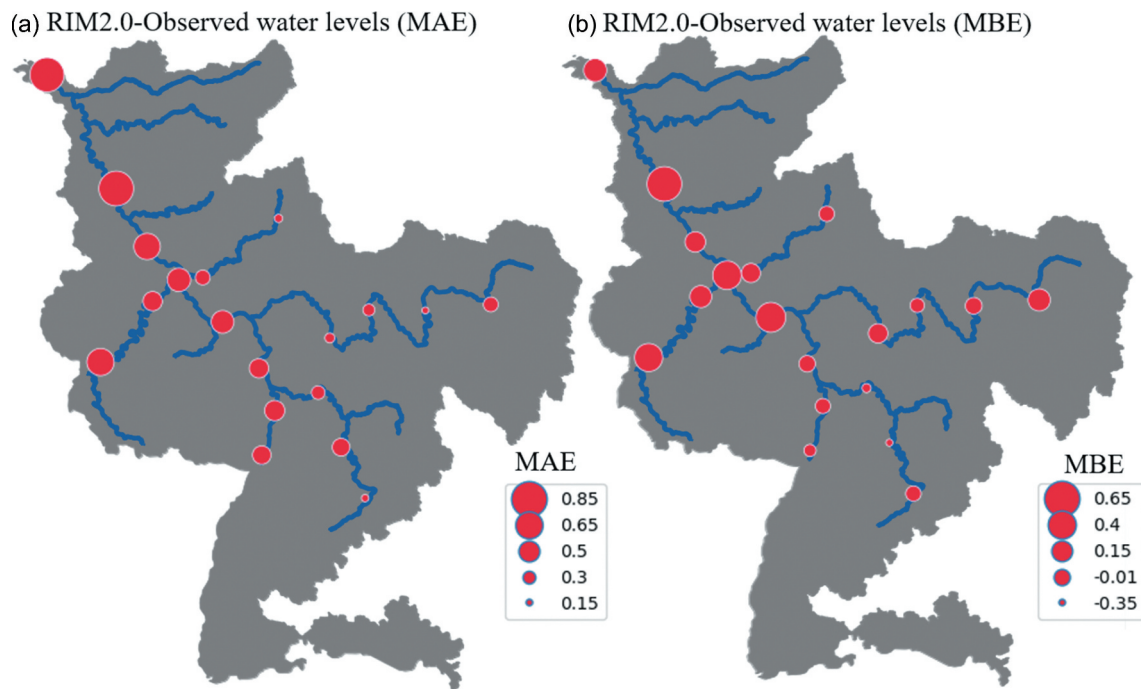 (a) RIM2.0-Observed water levels (MAE)
(b) RIM2.0-Observed water levels (MBE)
MAE
0.85
0.65
0.5
0.3
0.15
MBE
0.65
0.4
0.15
-0.01
-0.35